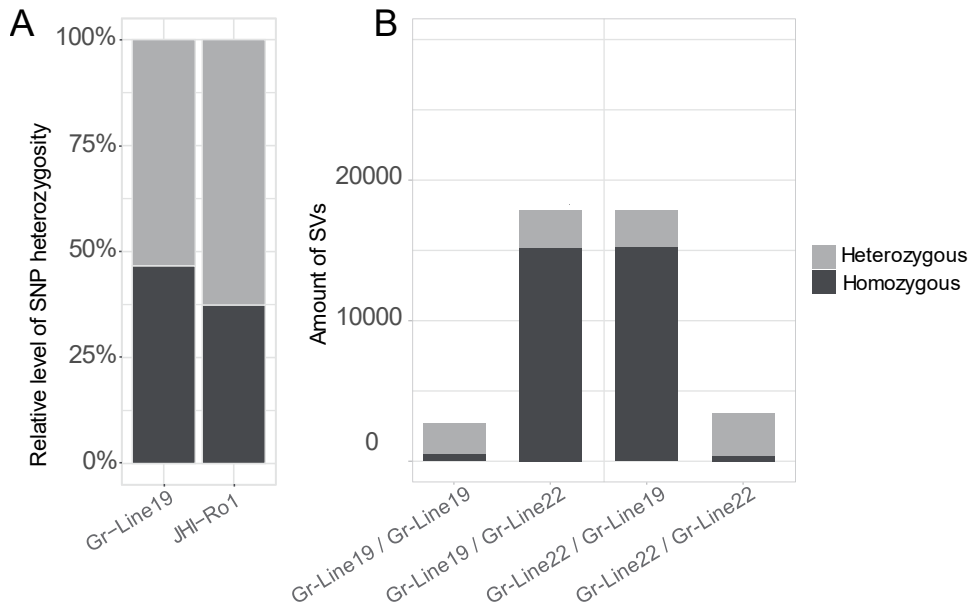 A
Relative level of SNP heterozygosity
100%
75%
50%
25%
0%
Gr–Line19
JHI–Ro1
B
Amount of SVs
20000
10000
0
Gr-Line19 / Gr-Line19
Gr-Line19 / Gr-Line22
Gr-Line22 / Gr-Line19
Gr-Line22 / Gr-Line22
Heterozygous
Homozygous